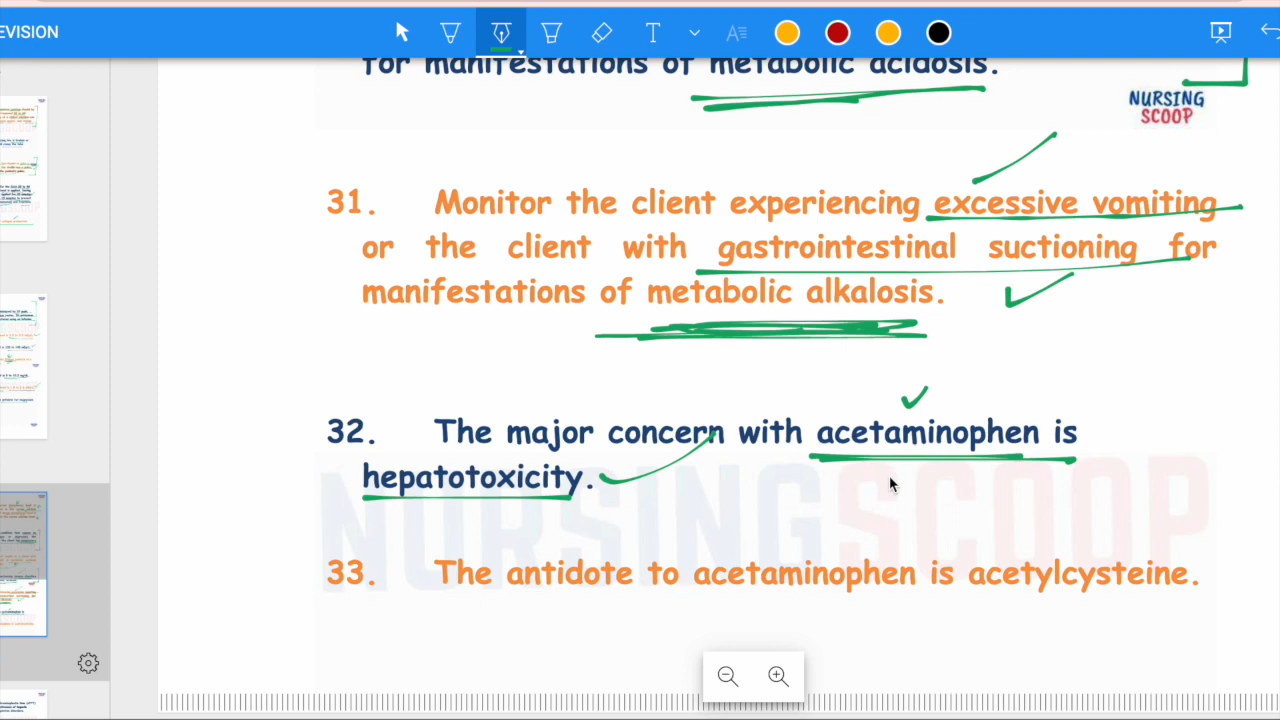 EVISION
for manifestations of metabolic acidosis.
NURSING
SCOOP
31. Monitor the client experiencing excessive vomiting
or the client with gastrointestinal suctioning for
manifestations of metabolic alkalosis.
32. The major concern with acetaminophen is
hepatotoxicity.
NURSINGSCOOP
33. The antidote to acetaminophen is acetylcysteine.